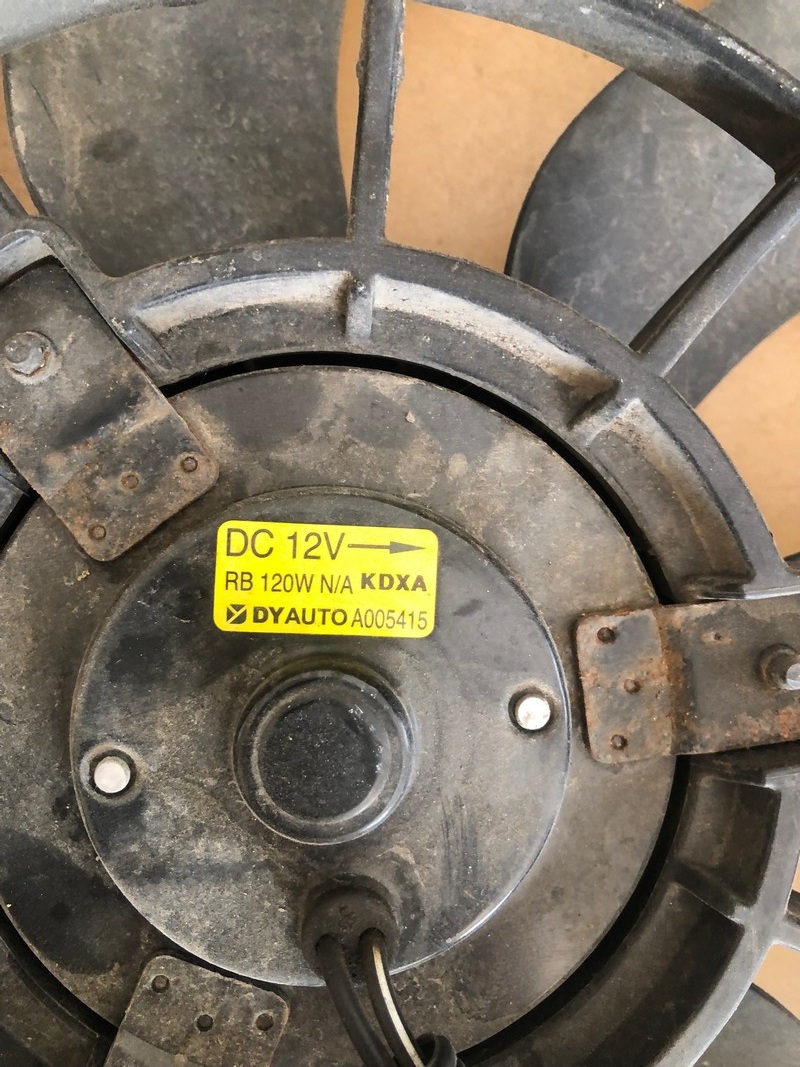 DC 12V
RB 120W N/A KDXA
DYAUTO A005415